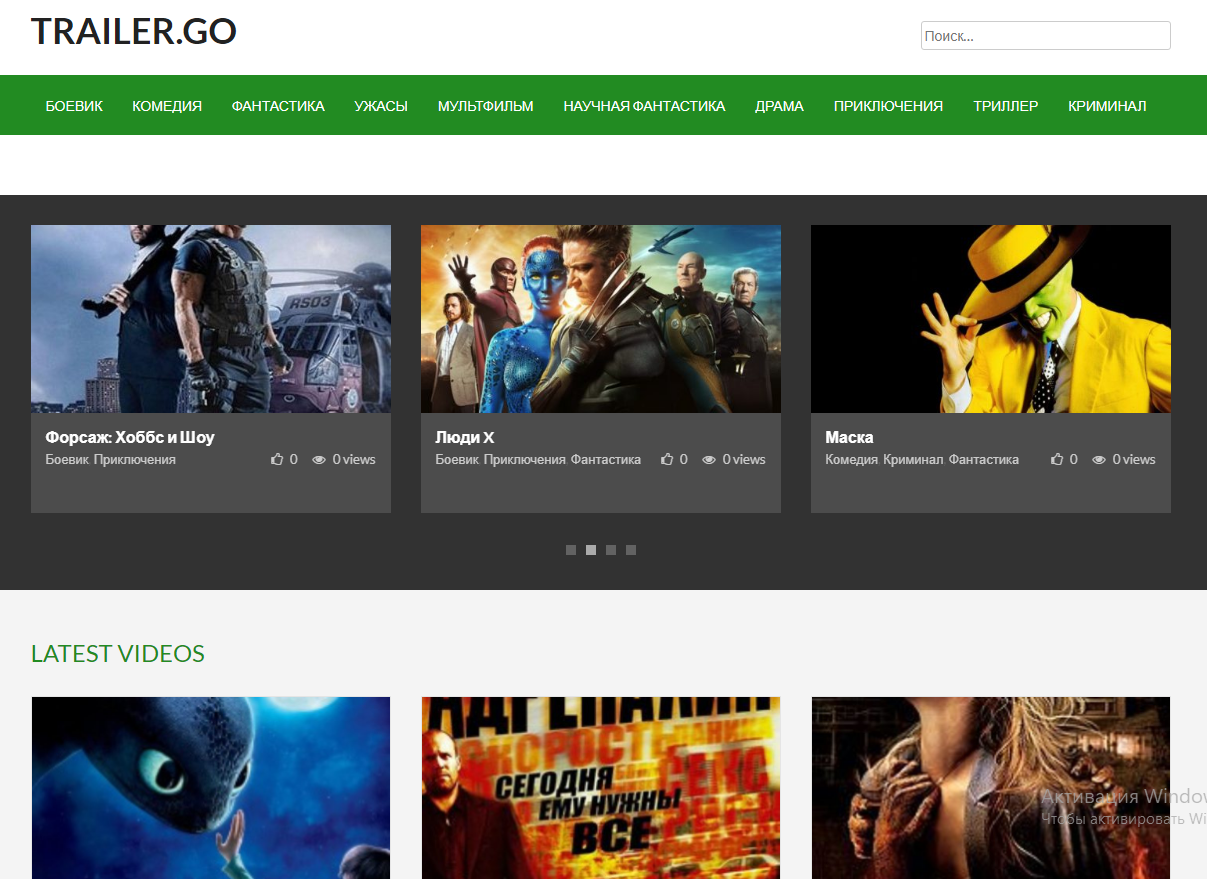 TRAILER.GO
Поиск...
БОЕВИК КОМЕДИЯ ФАНТАСТИКА УЖАСЫ МУЛЬТФИЛЬМ НАУЧНАЯ ФАНТАСТИКА ДРАМА ПРИКЛЮЧЕНИЯ ТРИЛЛЕР КРИМИНАЛ
RS03
Форсаж: Хоббс и Шоу
Боевик Приключения 0 0 views
Люди X
Боевик Приключения Фантастика 0 0 views
Маска
Комедия Криминал Фантастика 0 0 views
LATEST VIDEOS
АДРЕНАЛИН
СКОРОСТЬ
СЕКС
СЕГОДНЯ
ЕМУ НУЖНЫ
ВСЕ
Активация Window
Чтобы активировать Wi